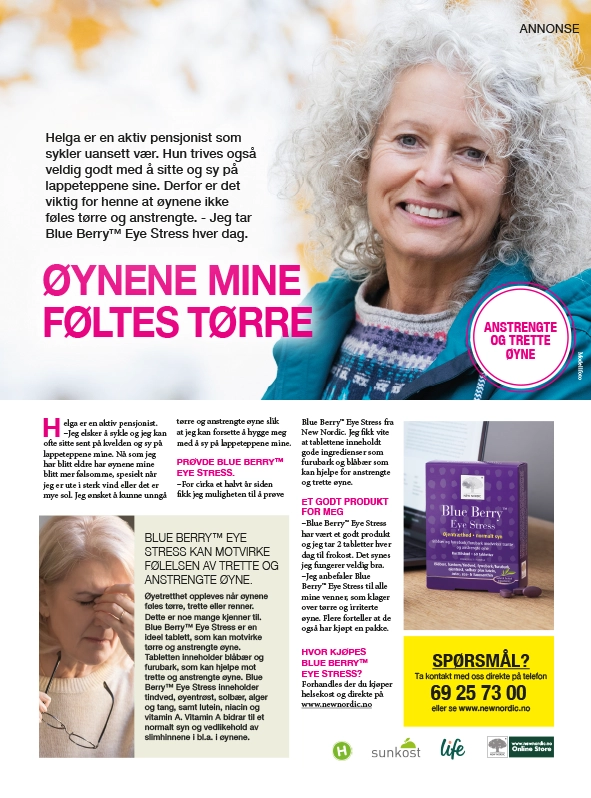 ANNONSE
Helga er en aktiv pensjonist som
sykler uansett vær. Hun trives også
veldig godt med å sitte og sy på
lappeteppene sine. Derfor er det
viktig for henne at øynene ikke
føles tørre og anstrengte. - Jeg tar
Blue Berry™ Eye Stress hver dag.
ØYNENE MINE
FØLTES TØRRE
ANSTRENGTE
OG TRETTE
ØYNE
Modellfoto
Helga er en aktiv pensjonist.
–Jeg elsker å sykle og jeg kan
ofte sitte sent på kvelden og sy på
lappeteppene mine. Nå som jeg
har blitt eldre har øynene mine
blitt mer følsomme, spesielt når
jeg er ute i sterk vind eller det er
mye sol. Jeg ønsket å kunne unngå
tørre og anstrengte øyne slik
at jeg kan forsette å hygge meg
med å sy på lappeteppene mine.
PRØVDE BLUE BERRY™
EYE STRESS.
–For cirka et halvt år siden
fikk jeg muligheten til å prøve
Blue Berry™ Eye Stress fra
New Nordic. Jeg fikk vite
at tablettene inneholdt
gode ingredienser som
furubark og blåbær som
kan hjelpe for anstrengte
og trette øyne.
ET GODT PRODUKT
FOR MEG
–Blue Berry™ Eye Stress
har vært et godt produkt
og jeg tar 2 tabletter hver
dag til frokost. Det synes
jeg fungerer veldig bra.
–Jeg anbefaler Blue
Berry™ Eye Stress til alle
mine venner, som klager
over tørre og irriterte
øyne. Flere forteller at de
også har kjøpt en pakke.
HVOR KJØPES
BLUE BERRY™
EYE STRESS?
Forhandles der du kjøper
helsekost og direkte på
www.newnordic.no
BLUE BERRY™ EYE
STRESS KAN MOTVIRKE
FØLELSEN AV TRETTE OG
ANSTRENGTE ØYNE.
Øyetretthet oppleves når øynene
føles tørre, trette eller renner.
Dette er noe mange kjenner til.
Blue Berry™ Eye Stress er en
ideel tablett, som kan motvirke
tørre og anstrengte øyne.
Tabletten inneholder blåbær og
furubark, som kan hjelpe mot
trette og anstrengte øyne. Blue
Berry™ Eye Stress inneholder
tindved, øyentrøst, solbær, alger
og tang, samt lutein, niacin og
vitamin A. Vitamin A bidrar til et
normalt syn og vedlikehold av
slimhinnene i bl.a. i øynene.
NEW NORDIC
Blue Berry™
Eye Stress
SPØRSMÅL?
Ta kontakt med oss direkte på telefon
69 25 73 00
eller se www.newnordic.no
H
sunkost
life
www.newnordic.no
Online Store